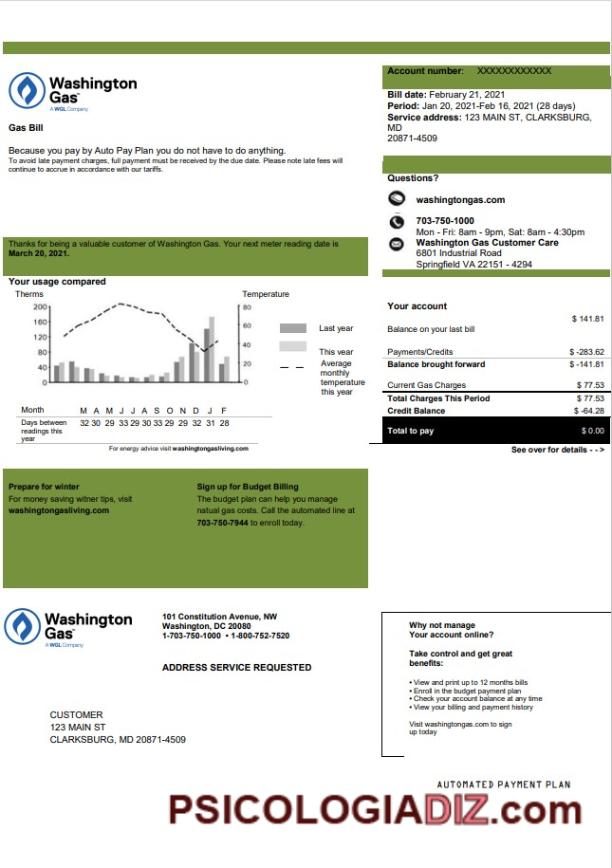 Washington
Gas
A WGL Company
Account number: XXXXXXXXXXXX
Bill date: February 21, 2021
Period: Jan 20, 2021-Feb 16, 2021 (28 days)
Service address: 123 MAIN ST, CLARKSBURG,
MD
20871-4509
Gas Bill
Because you pay by Auto Pay Plan you do not have to do anything.
To avoid late payment charges, full payment must be received by the due date. Please note late fees will
continue to accrue in accordance with our tariffs.
Questions?
washingtongas.com
703-750-1000
Mon - Fri: 8am - 9pm, Sat: 8am - 4:30pm
Washington Gas Customer Care
6801 Industrial Road
Springfield VA 22151 - 4294
Thanks for being a valuable customer of Washington Gas. Your next meter reading date is
March 20, 2021.
Your usage compared
Therms
Temperature
200
160
120
80
40
0
80
60
40
20
0
Last year
This year
Average
monthly
temperature
this year
Month M A M J J A S O N D J F
Days between 32 30 29 33 29 30 33 29 29 32 31 28
readings this
year
For energy advice visit washingtongasliving.com
Your account
$ 141.81
Balance on your last bill
Payments/Credits $ -283.62
Balance brought forward $ -141.81
Current Gas Charges $ 77.53
Total Charges This Period $ 77.53
Credit Balance $ -64.28
Total to pay $ 0.00
See over for details - - >
Prepare for winter
For money saving witner tips, visit
washingtongasliving.com
Sign up for Budget Billing
The budget plan can help you manage
natual gas costs. Call the automated line at
703-750-7944 to enroll today.
Washington
Gas
A WGL Company
101 Constitution Avenue, NW
Washington, DC 20080
1-703-750-1000 • 1-800-752-7520
ADDRESS SERVICE REQUESTED
CUSTOMER
123 MAIN ST
CLARKSBURG, MD 20871-4509
Why not manage
Your account online?
Take control and get great
benefits:
• View and print up to 12 months bills
• Enroll in the budget payment plan
• Check your account balance at any time
• View your billing and payment history
Visit washingtongas.com to sign
up today
AUTOMATED PAYMENT PLAN
PSICOLOGIADIZ.com